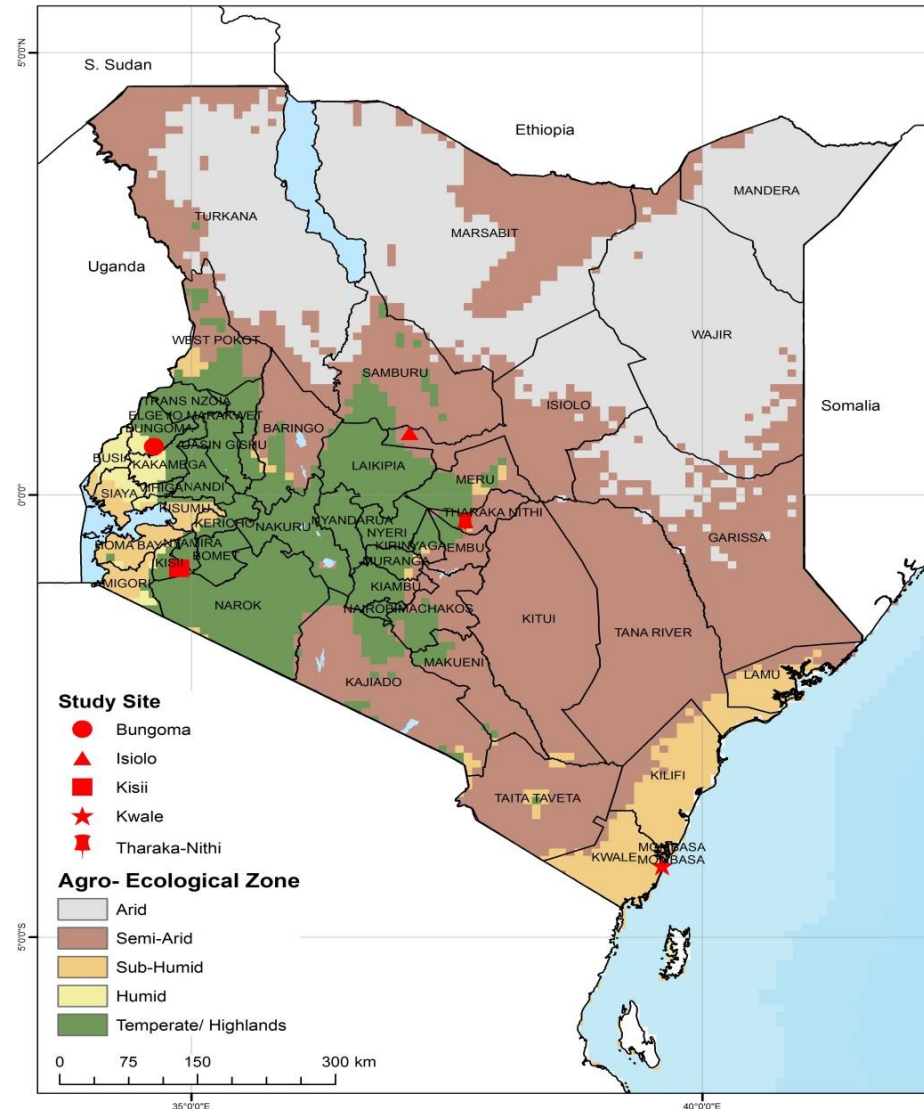 5°0'0"N
S. Sudan
Ethiopia
MANDERA
TURKANA
MARSABIT
Uganda
WAJIR
WEST POKOT
SAMBURU
ISIOLO
Somalia
TRANS NZOIA
ELGEYO MARAKWET
BUNGOMA
UASIN GISHU
BARINGO
BUSIA
KAKAMEGA
LAIKIPIA
MERU
SIAYA
VIHIGA
NANDI
0°0'0"
KISUMU
THARAKA NITHI
KERICHO
NAKURU
NYANDARUA
NYERI
GARISSA
HOMA BAY
NYAMIRA
KIRINYAGA
EMBU
KISII
BOMET
MURANGA
MIGORI
KIAMBU
NAROK
NAIROBI
MACHAKOS
KITUI
TANA RIVER
MAKUENI
KAJIADO
LAMU
Study Site
Bungoma
Isiolo
Kisii
Kwale
Tharaka-Nithi
KILIFI
TAITA TAVETA
MOMBASA
KWALE
MOMBASA
Agro- Ecological Zone
Arid
Semi-Arid
Sub-Humid
Humid
Temperate/ Highlands
5°0'0"S
0 75 150 300 km
35°0'0"E
40°0'0"E